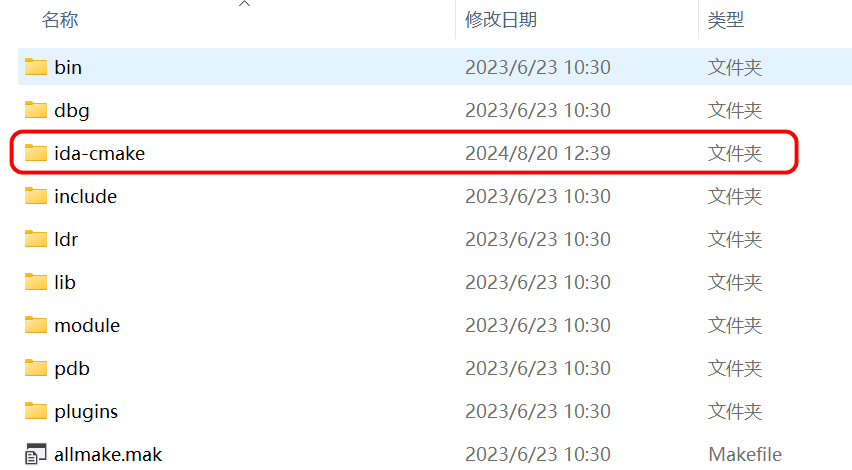 名称 修改日期 类型
bin 2023/6/23 10:30 文件夹
dbg 2023/6/23 10:30 文件夹
ida-cmake 2024/8/20 12:39 文件夹
include 2023/6/23 10:30 文件夹
ldr 2023/6/23 10:30 文件夹
lib 2023/6/23 10:30 文件夹
module 2023/6/23 10:30 文件夹
pdb 2023/6/23 10:30 文件夹
plugins 2023/6/23 10:30 文件夹
allmake.mak 2023/6/23 10:30 Makefile